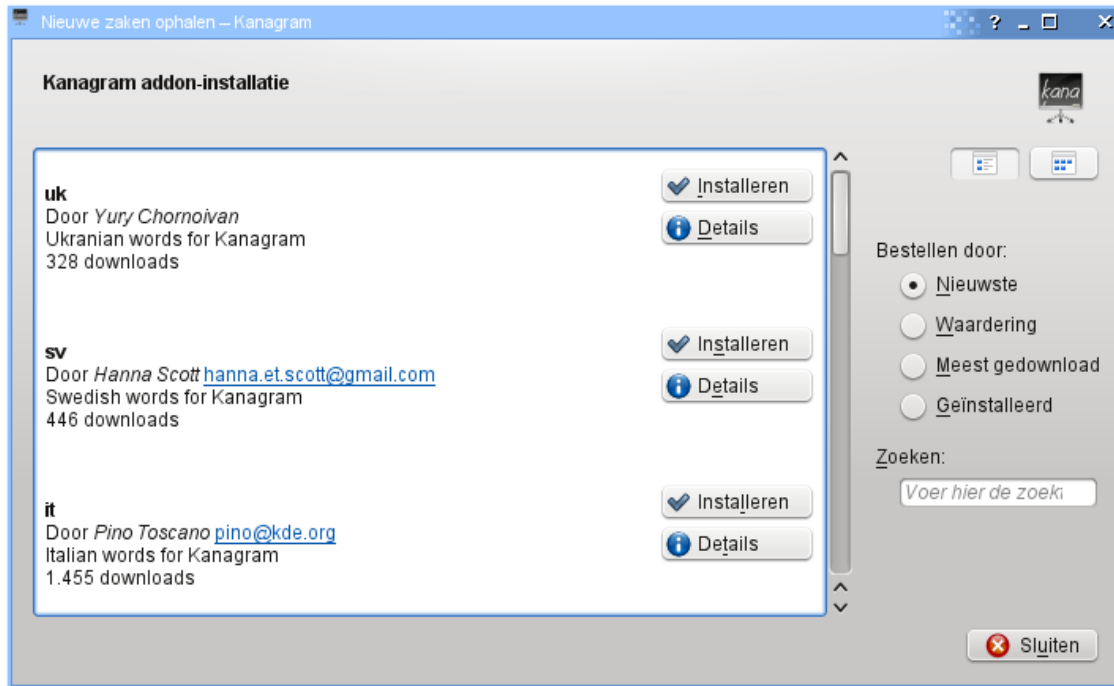 Nieuwe zaken ophalen – Kanagram
Kanagram addon-installatie
kana
uk
Door Yury Chornoivan
Ukranian words for Kanagram
328 downloads
Installeren
Details
sv
Door Hanna Scott hanna.et.scott@gmail.com
Swedish words for Kanagram
446 downloads
Installeren
Details
it
Door Pino Toscano pino@kde.org
Italian words for Kanagram
1.455 downloads
Installeren
Details
Bestellen door:
Nieuwste
Waardering
Meest gedownload
Geïnstalleerd
Zoeken:
Voer hier de zoekt
Sluiten